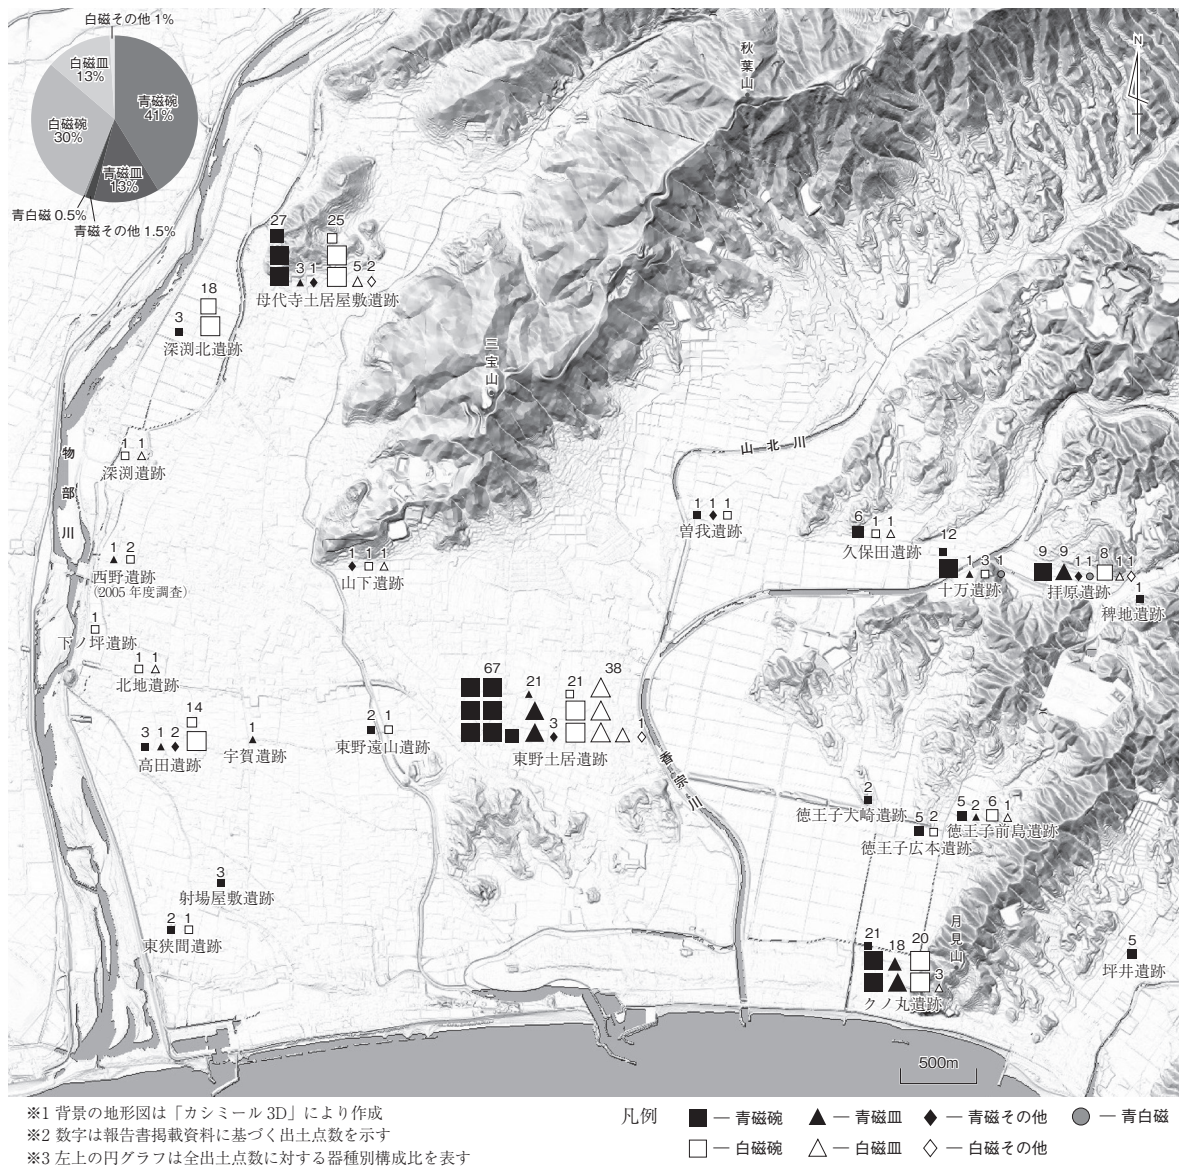 白磁その他 1%
白磁皿
13%
青磁碗
41%
白磁碗
30%
青磁皿
13%
青白磁 0.5%
青磁その他 1.5%
秋葉山
N
27
25
3 1
5 2
母代寺土居屋敷遺跡
18
3
深渕北遺跡
三宝山
物部川
1 1
深渕遺跡
山北川
1 1 1
曽我遺跡
6
1 1
久保田遺跡
12
1 3 1
十万遺跡
9 9 1 1 8 1 1
拝原遺跡
1
稗地遺跡
1 2
西野遺跡
(2005 年度調査)
1 1 1
山下遺跡
1
下ノ坪遺跡
1 1
北地遺跡
14
3 1 2
高田遺跡
1
宇賀遺跡
2 1
東野遠山遺跡
67
21
3
21
38
1
東野土居遺跡
香宗川
2
徳王子大崎遺跡
5 2
徳王子広本遺跡
5 2 6 1
徳王子前島遺跡
3
射場屋敷遺跡
2 1
東狭間遺跡
月見山
21
18
20
3
クノ丸遺跡
5
坪井遺跡
500m
※1 背景の地形図は「カシミール 3D」により作成
※2 数字は報告書掲載資料に基づく出土点数を示す
※3 左上の円グラフは全出土点数に対する器種別構成比を表す
凡例
■ — 青磁碗 ▲ — 青磁皿 ◆ — 青磁その他 ● — 青白磁
□ — 白磁碗 △ — 白磁皿 ◇ — 白磁その他